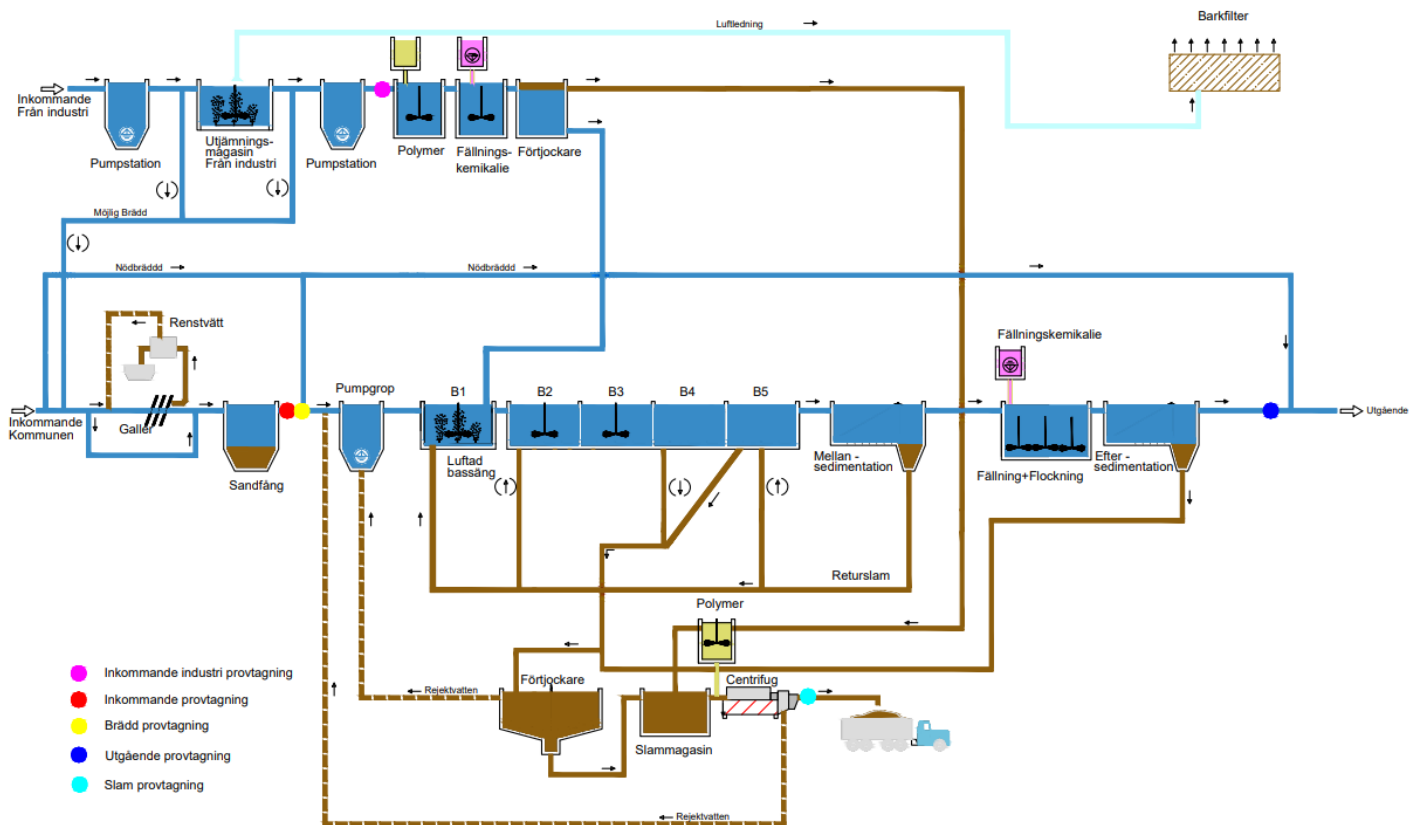 Luftledning
Barkfilter
Inkommande
Från industri
Pumpstation
Utjämnings-
magasin
Från industri
Pumpstation
Polymer
Fällnings-
kemikalie
Förtjockare
Möjlig Brädd
Nödbräddd
Nödbräddd
Renstvätt
Fällningskemikalie
Pumpgrop
B1
B2
B3
B4
B5
Inkommande
Kommunen
Galler
Sandfång
Luftad
bassäng
Mellan -
sedimentation
Fällning+Flockning
Efter -
sedimentation
Utgående
Returslam
Polymer
Inkommande industri provtagning
Inkommande provtagning
Brädd provtagning
Utgående provtagning
Slam provtagning
Rejektvatten
Förtjockare
Centrifug
Slammagasin
Rejektvatten